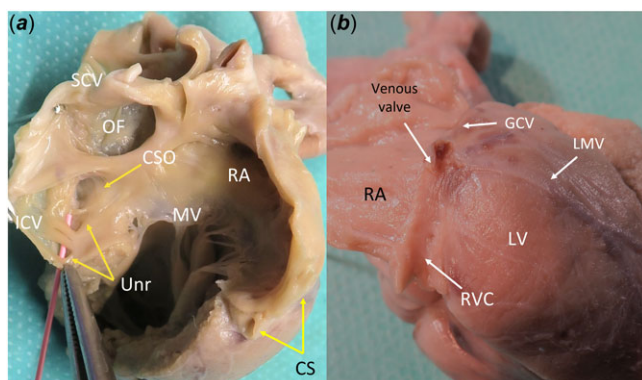 (a)
SCV
OF
CSO
RA
ICV
MV
Unr
CS
(b)
Venous
valve
GCV
LMV
RA
LV
RVC